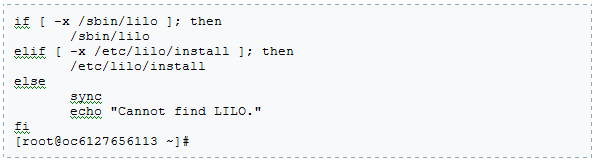 if [ -x /sbin/lilo ]; then
        /sbin/lilo
elif [ -x /etc/lilo/install ]; then
        /etc/lilo/install
else
        sync
        echo "Cannot find LILO."
fi
[root@oc6127656113 ~]#